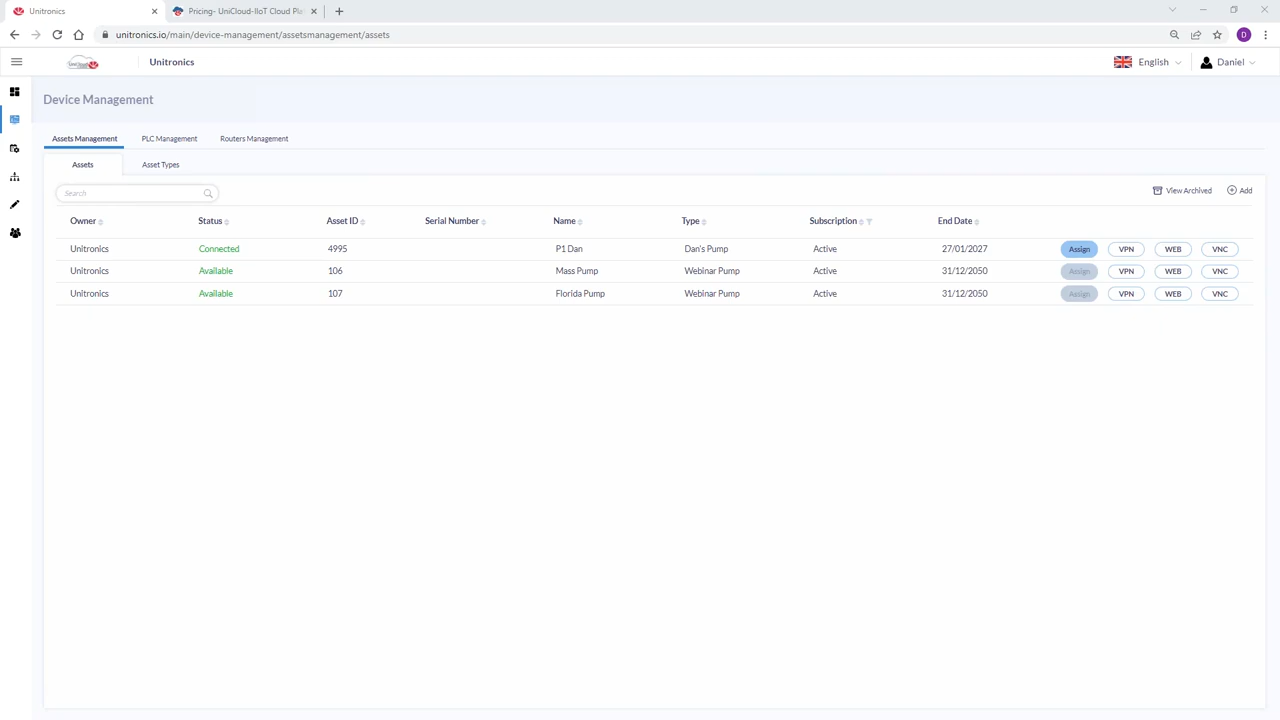 Unitronics
Pricing- UniCloud-IIoT Cloud Pla
unitronics.io/main/device-management/assetsmanagement/assets
D
UniCloud
Unitronics
English
Daniel
Device Management
Assets Management PLC Management Routers Management
Assets Asset Types
Search
View Archived Add
Owner Status Asset ID Serial Number Name Type Subscription End Date
Unitronics Connected 4995 P1 Dan Dan's Pump Active 27/01/2027 Assign VPN WEB VNC
Unitronics Available 106 Mass Pump Webinar Pump Active 31/12/2050 Assign VPN WEB VNC
Unitronics Available 107 Florida Pump Webinar Pump Active 31/12/2050 Assign VPN WEB VNC